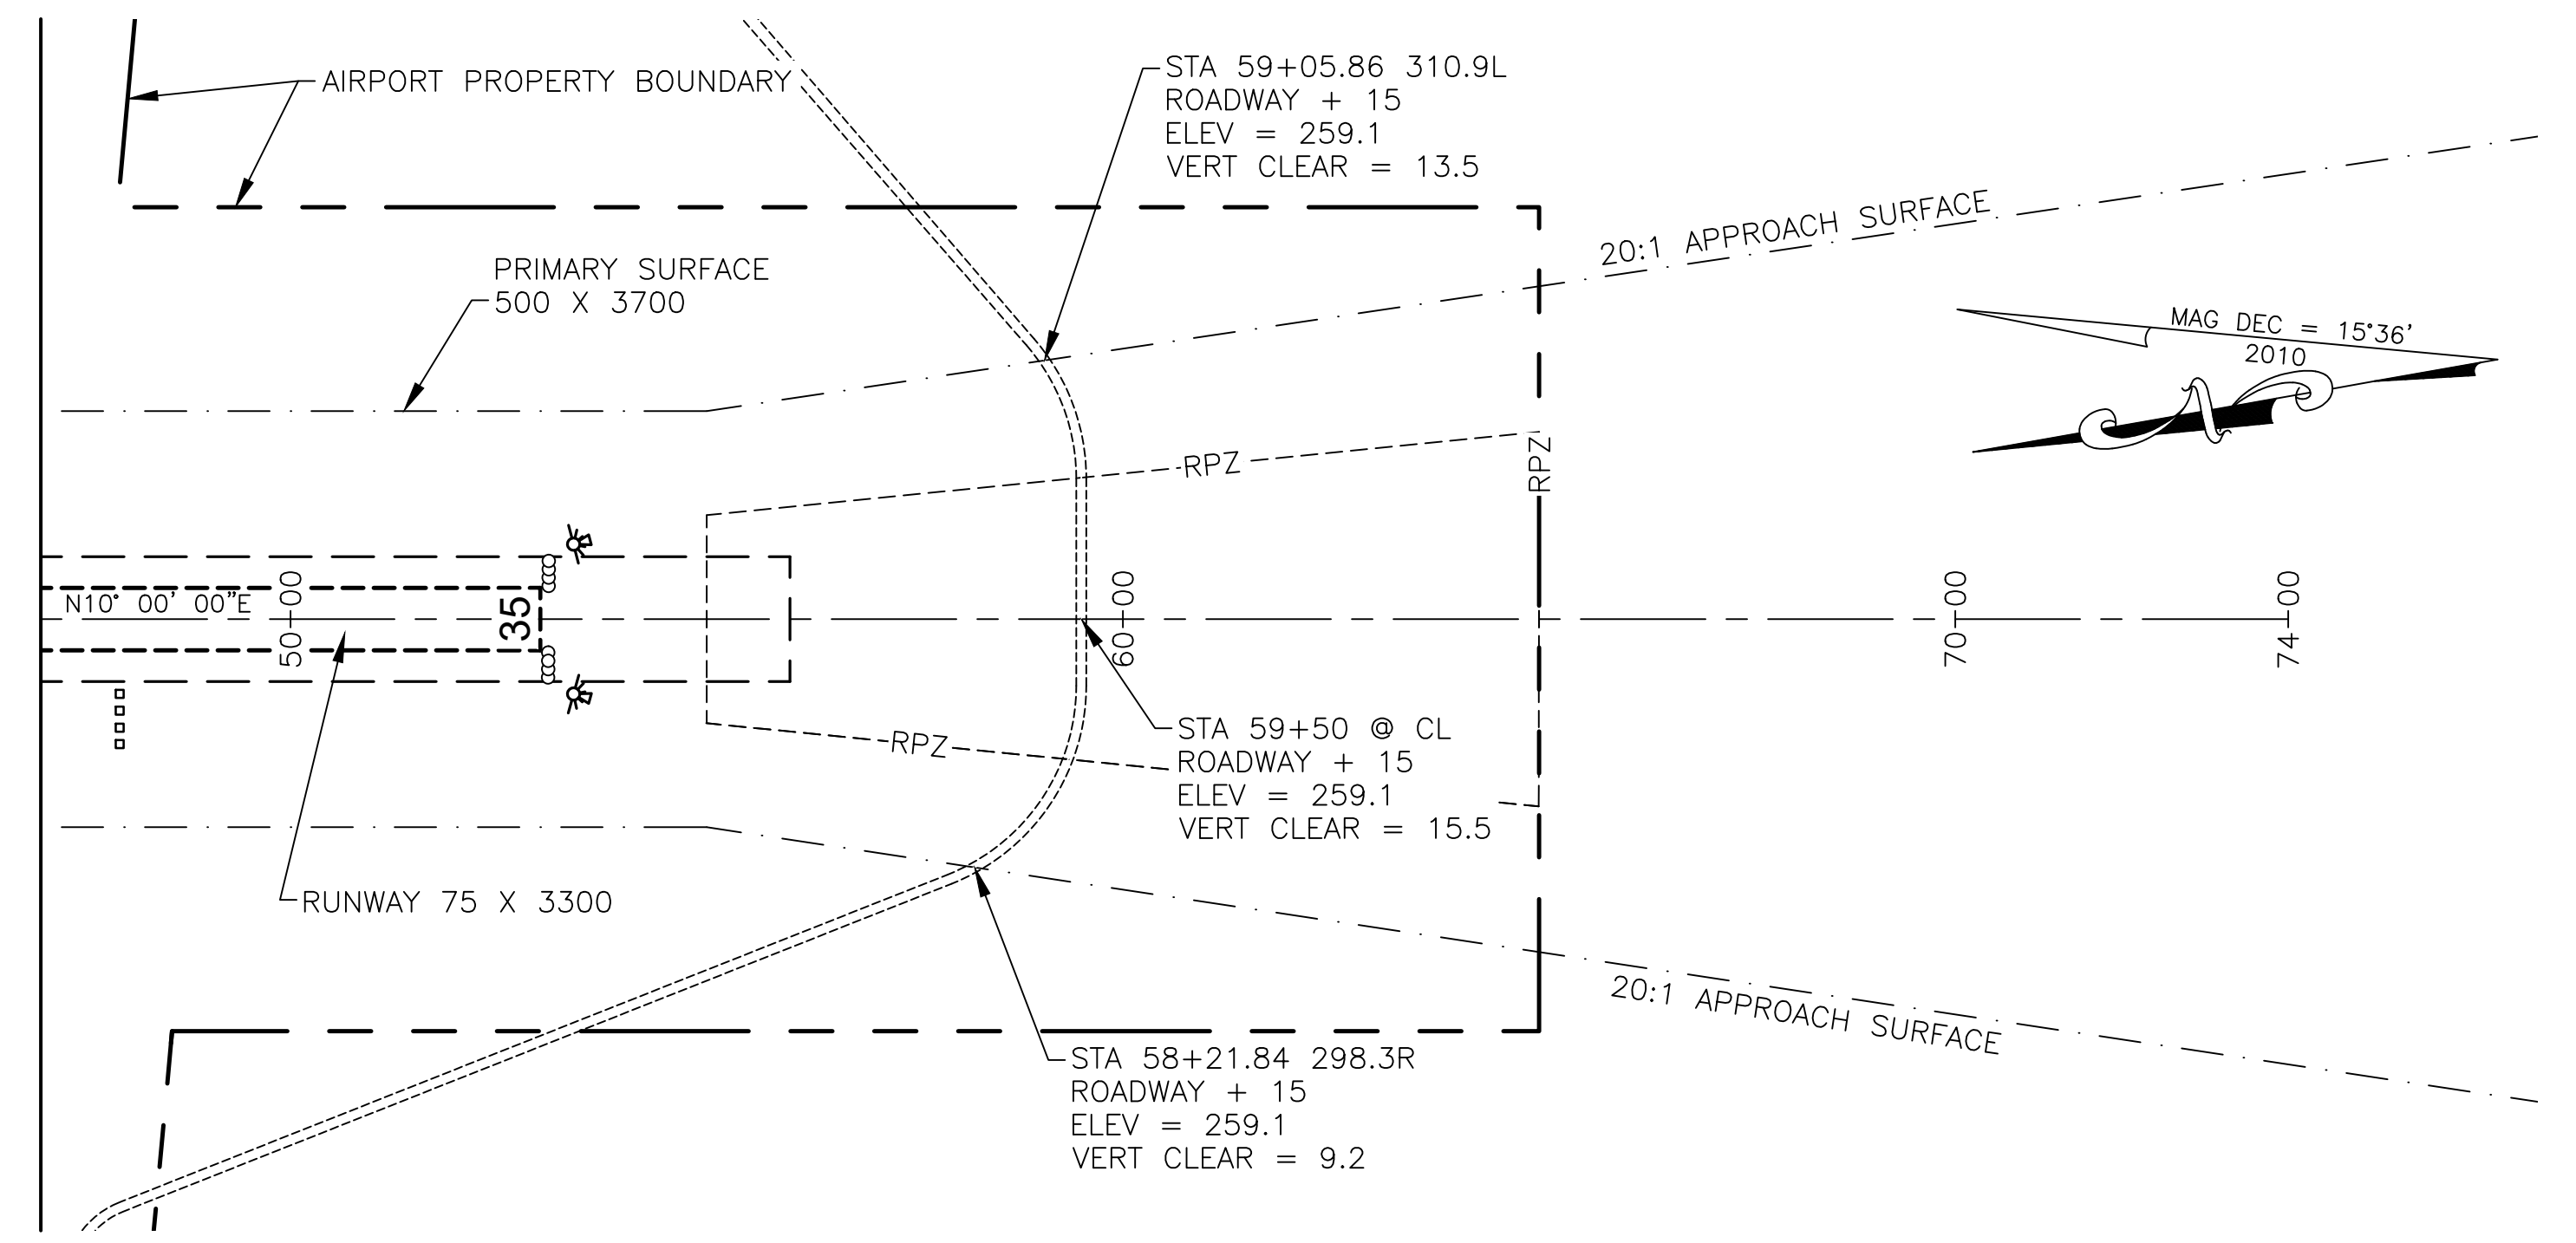 AIRPORT PROPERTY BOUNDARY
STA 59+05.86 310.9L
ROADWAY + 15
ELEV = 259.1
VERT CLEAR = 13.5
20:1 APPROACH SURFACE
PRIMARY SURFACE
500 X 3700
MAG DEC = 15°36'
2010
N
RPZ
RPZ
N10° 00' 00"E
50+00
35
60+00
70+00
74+00
RPZ
STA 59+50 @ CL
ROADWAY + 15
ELEV = 259.1
VERT CLEAR = 15.5
RUNWAY 75 X 3300
20:1 APPROACH SURFACE
STA 58+21.84 298.3R
ROADWAY + 15
ELEV = 259.1
VERT CLEAR = 9.2